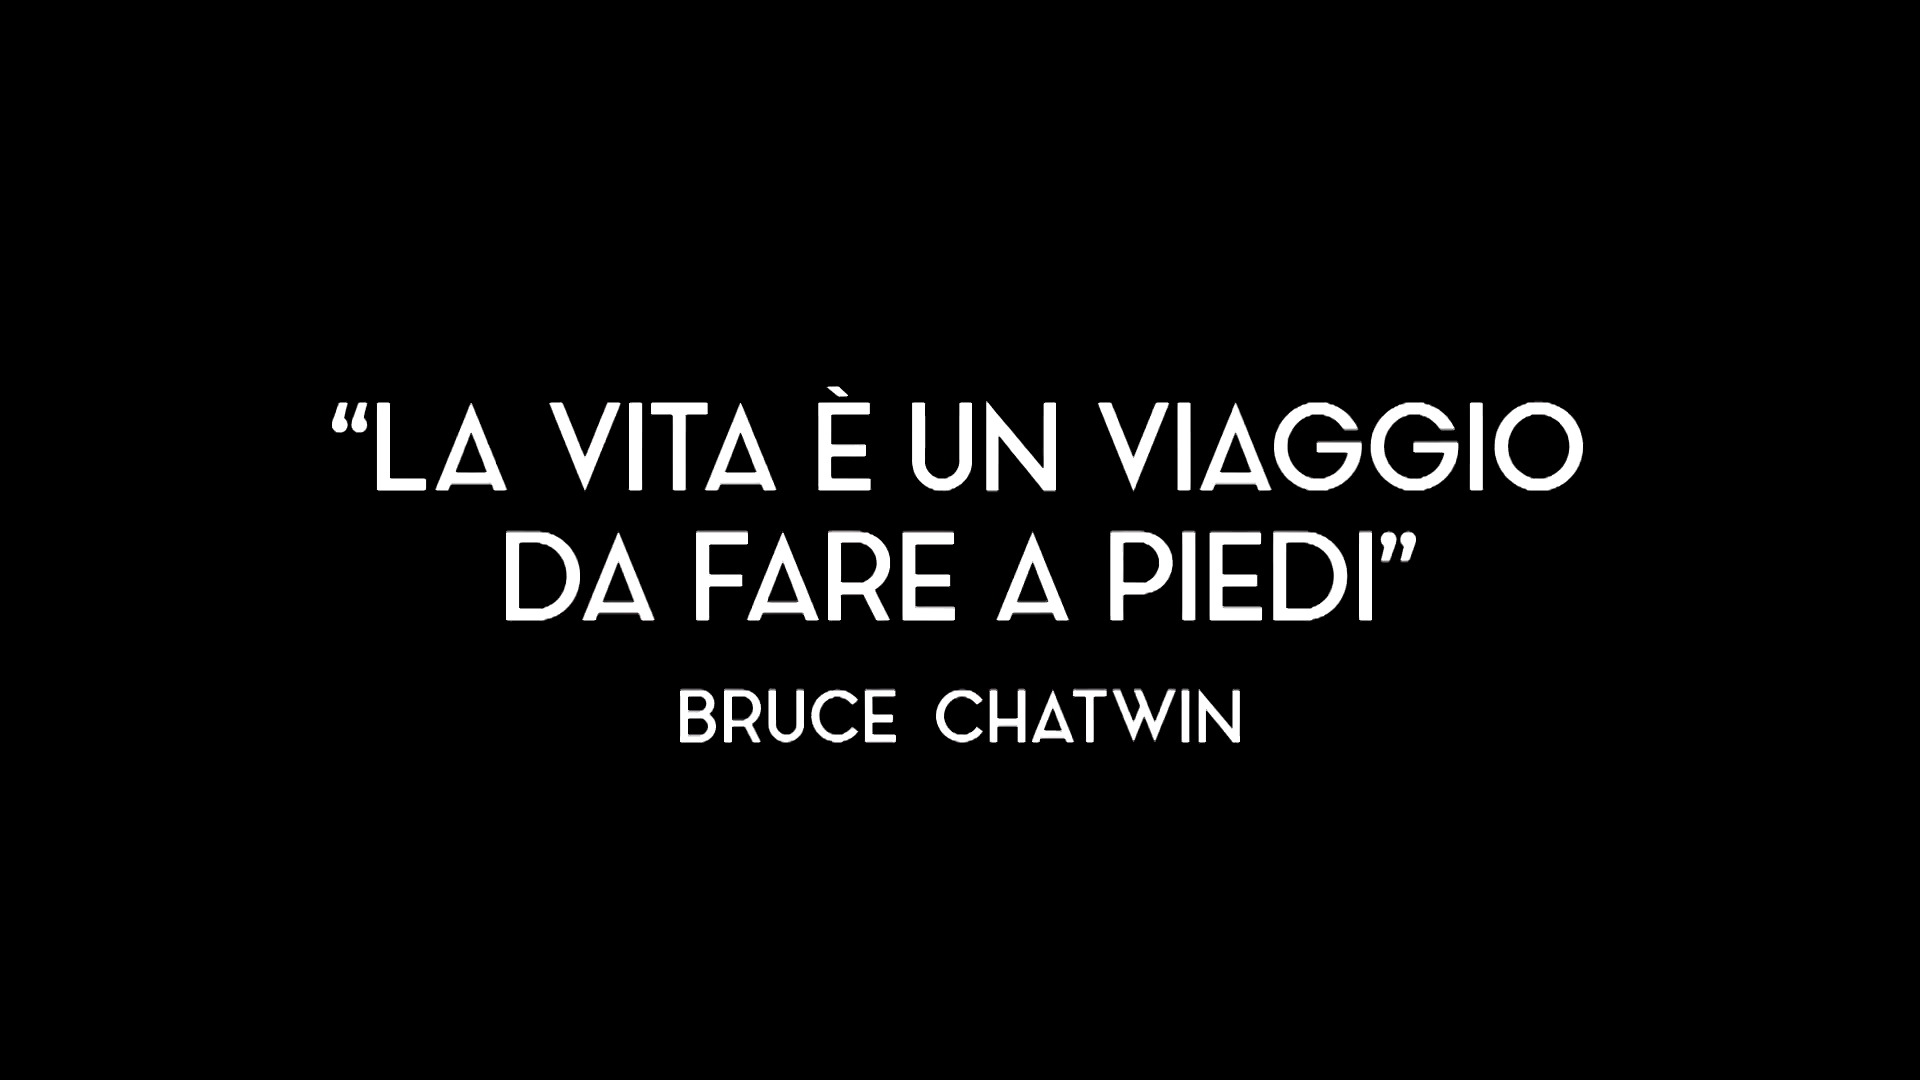 “LA VITA È UN VIAGGIO
DA FARE A PIEDI”
BRUCE CHATWIN